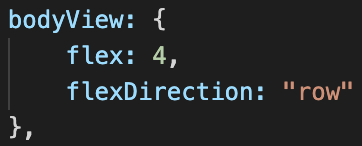 bodyView: {
    flex: 4,
    flexDirection: "row"
},